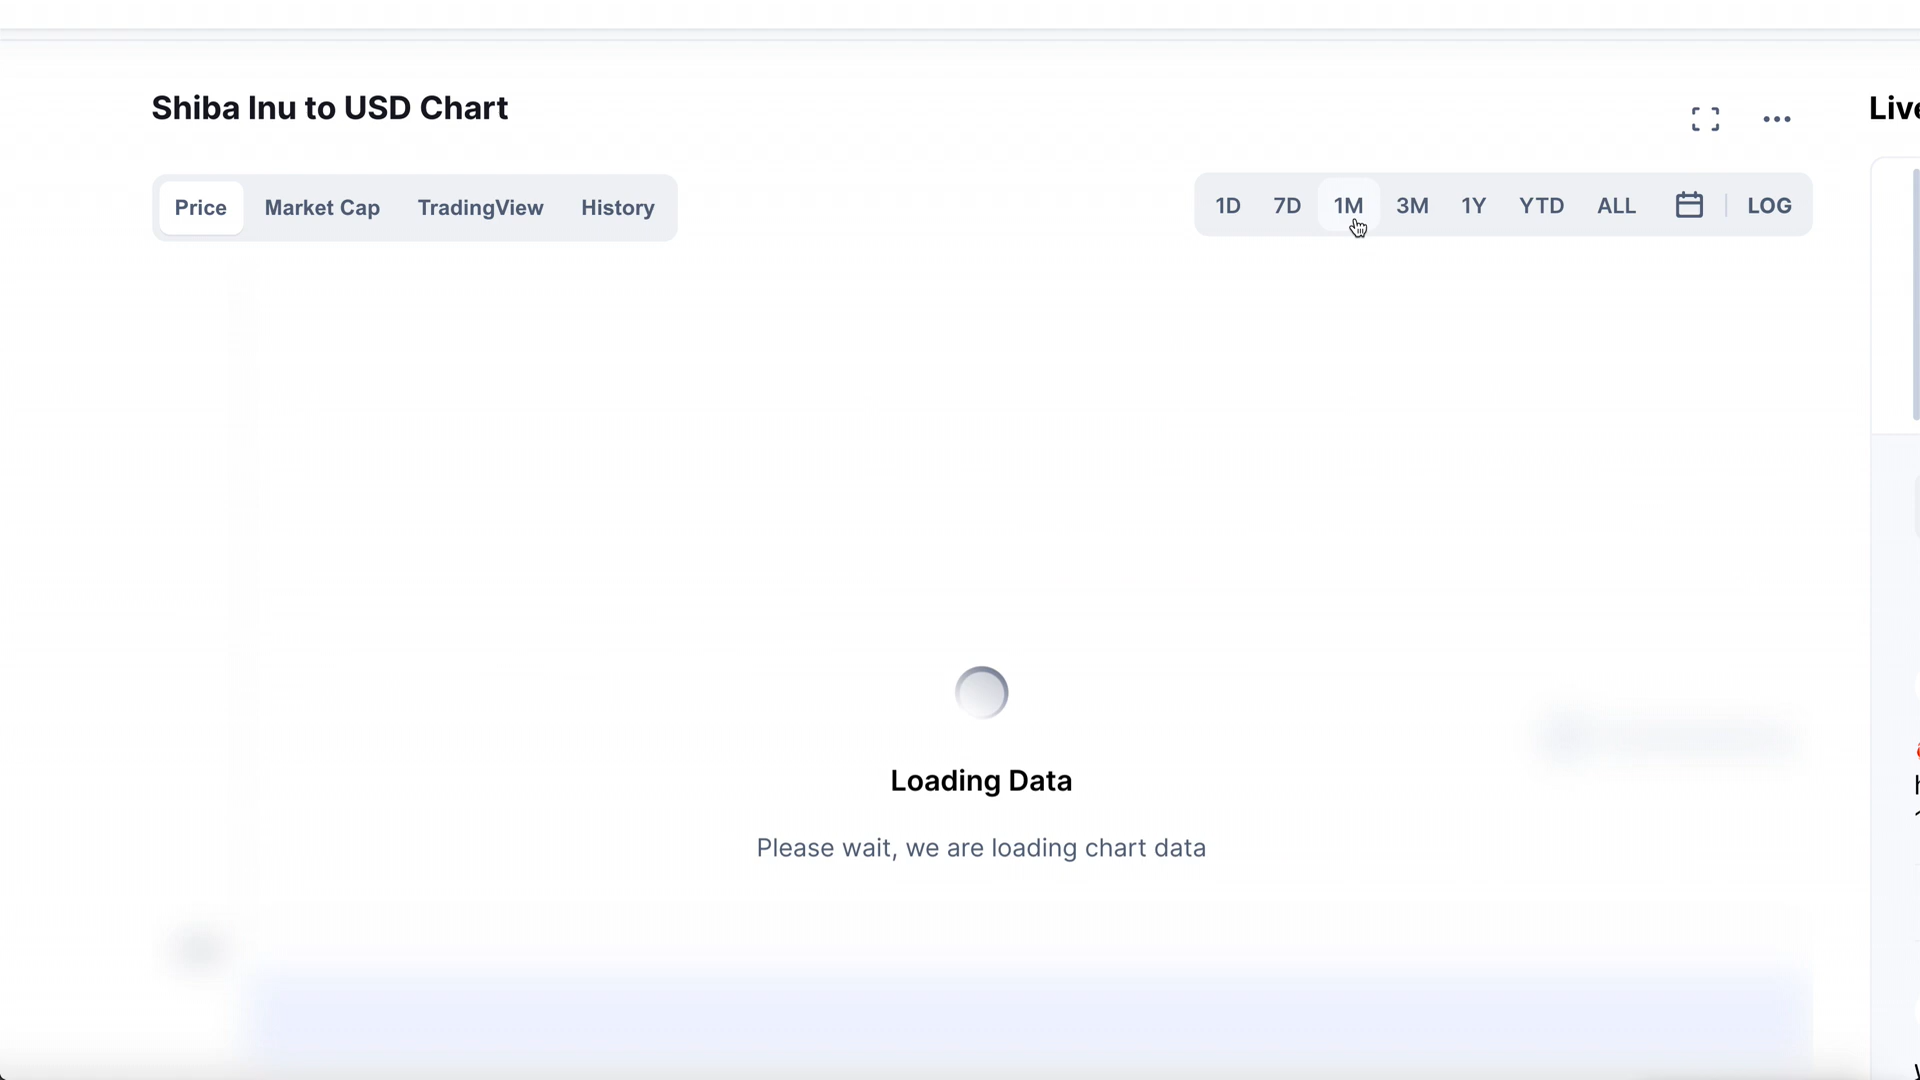 Shiba Inu to USD Chart
Live
Price Market Cap TradingView History
1D 7D 1M 3M 1Y YTD ALL LOG
Loading Data
Please wait, we are loading chart data